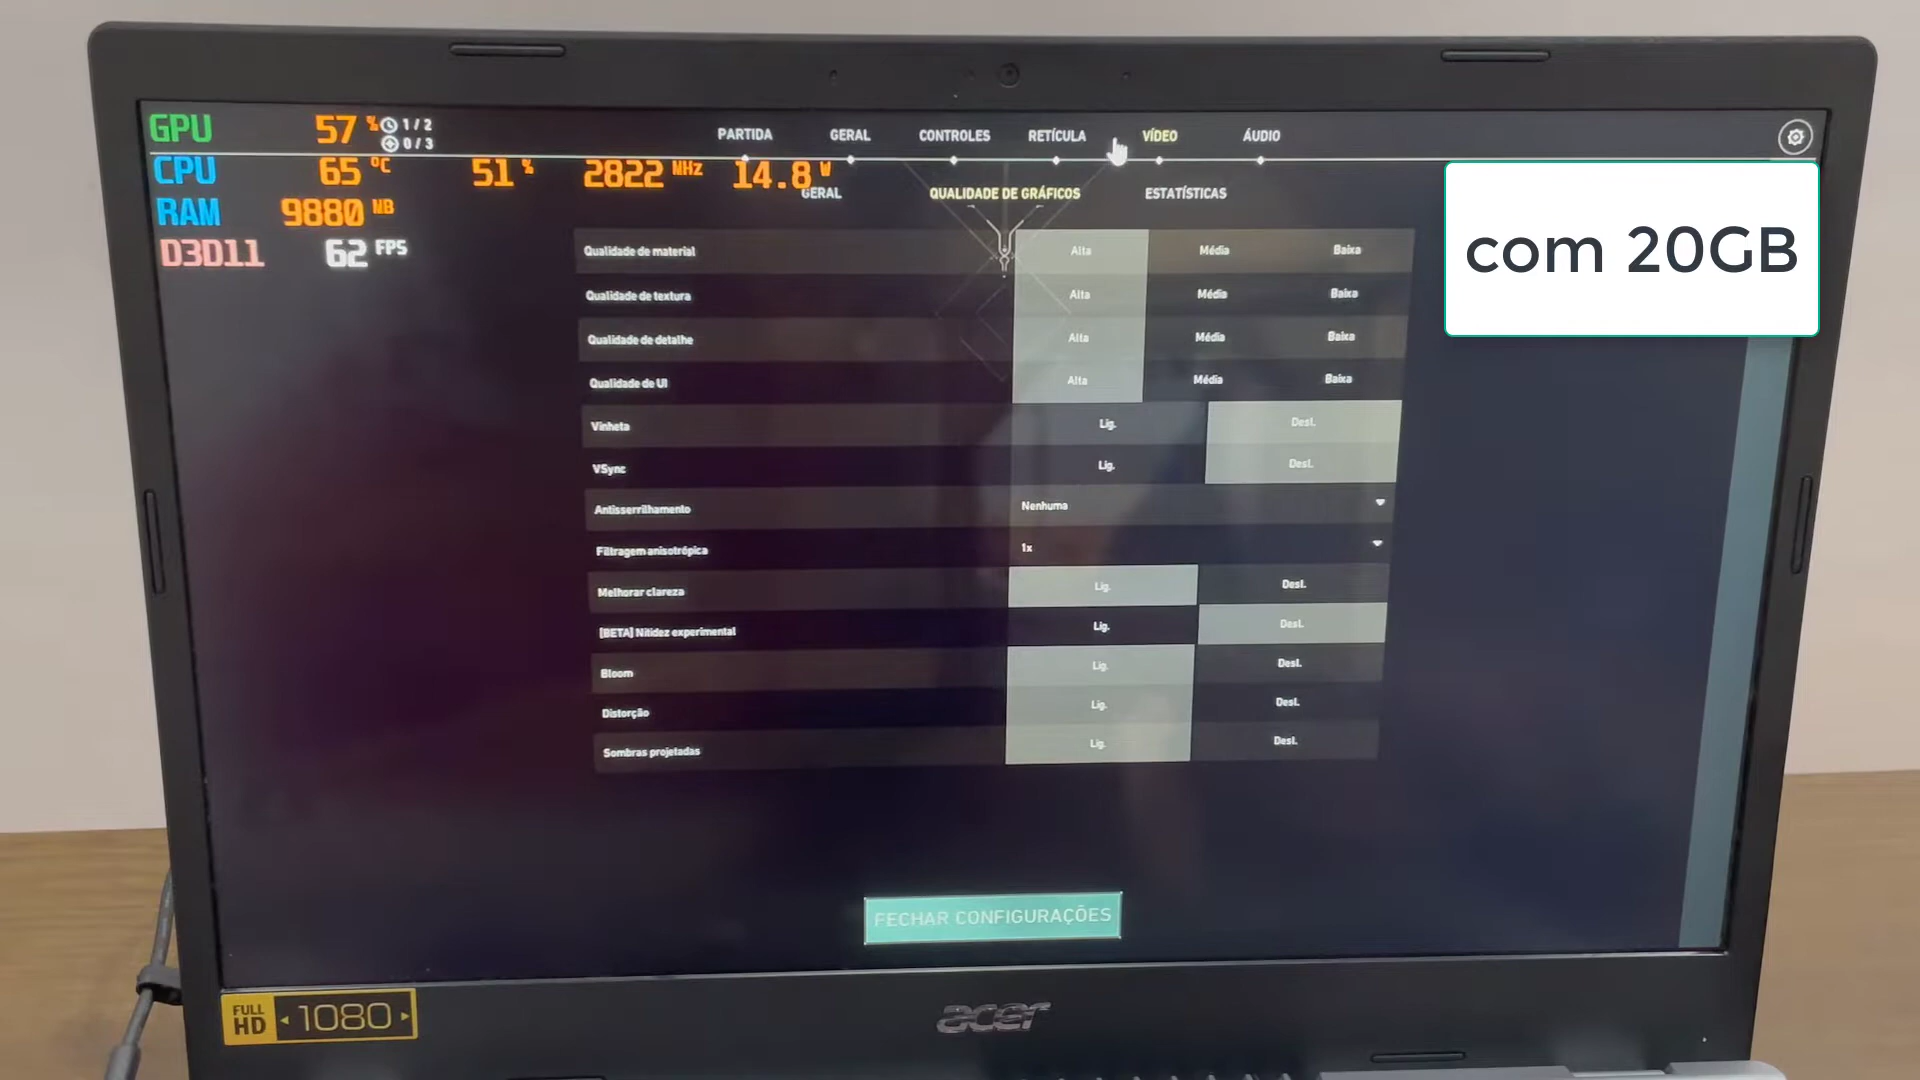 GPU 57 % 1 / 2
0 / 3
CPU 65 °C 51 % 2822 MHz 14.8 W
RAM 9880 MB
D3D11 62 FPS
PARTIDA GERAL CONTROLES RETÍCULA VÍDEO ÁUDIO
GERAL QUALIDADE DE GRÁFICOS ESTATÍSTICAS
com 20GB
Qualidade de material Alta Média Baixa
Qualidade de textura Alta Média Baixa
Qualidade de detalhe Alta Média Baixa
Qualidade de UI Alta Média Baixa
Vinheta Lig. Desl.
VSync Lig. Desl.
Antisserrilhamento Nenhuma
Filtragem anisotrópica 1x
Melhorar clareza Lig. Desl.
[BETA] Nitidez experimental Lig. Desl.
Bloom Lig. Desl.
Distorção Lig. Desl.
Sombras projetadas Lig. Desl.
FECHAR CONFIGURAÇÕES
FULL HD 1080
acer